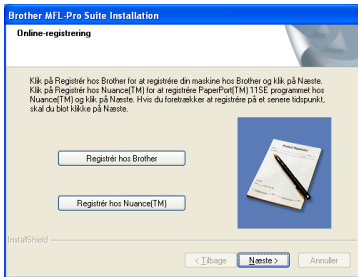 Brother MFL-Pro Suite Installation
Online-registrering
Klik på Registrér hos Brother for at registrére din maskine hos Brother og klik på Næste.
Klik på Registrér hos Nuance(TM) for at registrére PaperPort(TM) 11SE programmet hos
Nuance(TM) og klik på Næste. Hvis du foretrækker at registrére på et senere tidspunkt,
skal du blot klikke på Næste.
Product Registration
Registrér hos Brother
Registrér hos Nuance(TM)
InstallShield
< Tilbage
Næste >
Annuller